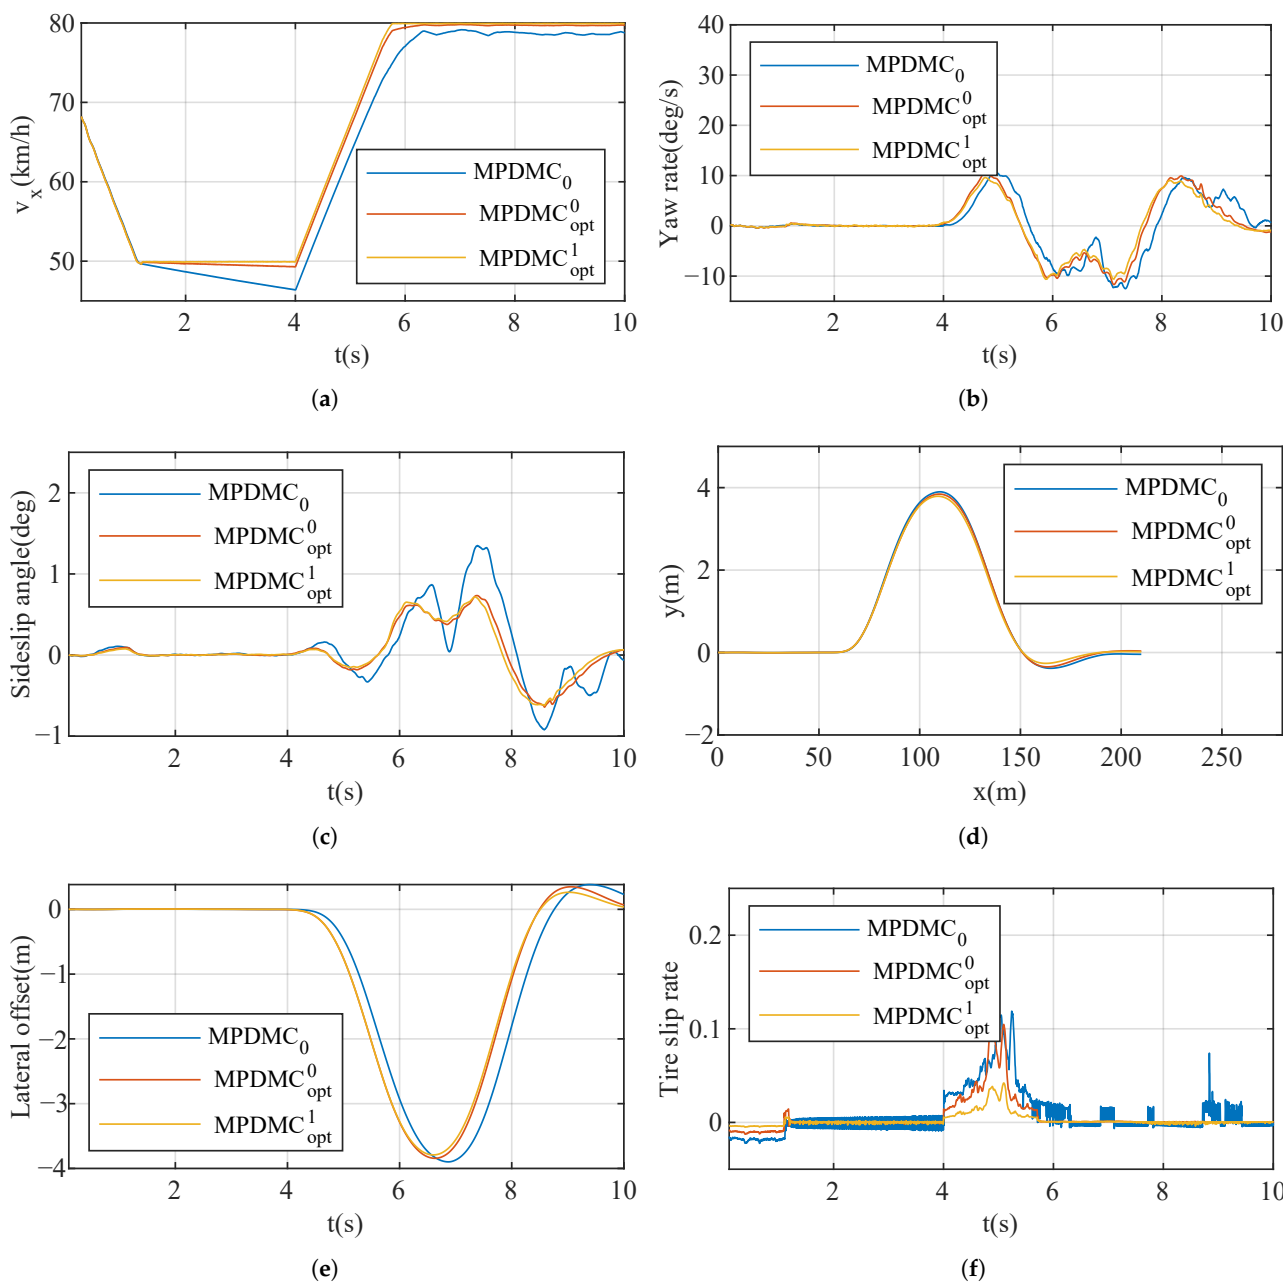 80
70
60
50
v_x(km/h)
MPDMC_0
MPDMC^0_opt
MPDMC^1_opt
2 4 6 8 10
t(s)
(a)
40
30
20
10
0
−10
Yaw rate(deg/s)
MPDMC_0
MPDMC^0_opt
MPDMC^1_opt
2 4 6 8 10
t(s)
(b)
2
1
0
−1
Sideslip angle(deg)
MPDMC_0
MPDMC^0_opt
MPDMC^1_opt
2 4 6 8 10
t(s)
(c)
6
4
2
0
−2
y(m)
MPDMC_0
MPDMC^0_opt
MPDMC^1_opt
0 50 100 150 200 250
x(m)
(d)
0
−1
−2
−3
−4
Lateral offset(m)
MPDMC_0
MPDMC^0_opt
MPDMC^1_opt
2 4 6 8 10
t(s)
(e)
0.2
0.1
0
Tire slip rate
MPDMC_0
MPDMC^0_opt
MPDMC^1_opt
2 4 6 8 10
t(s)
(f)